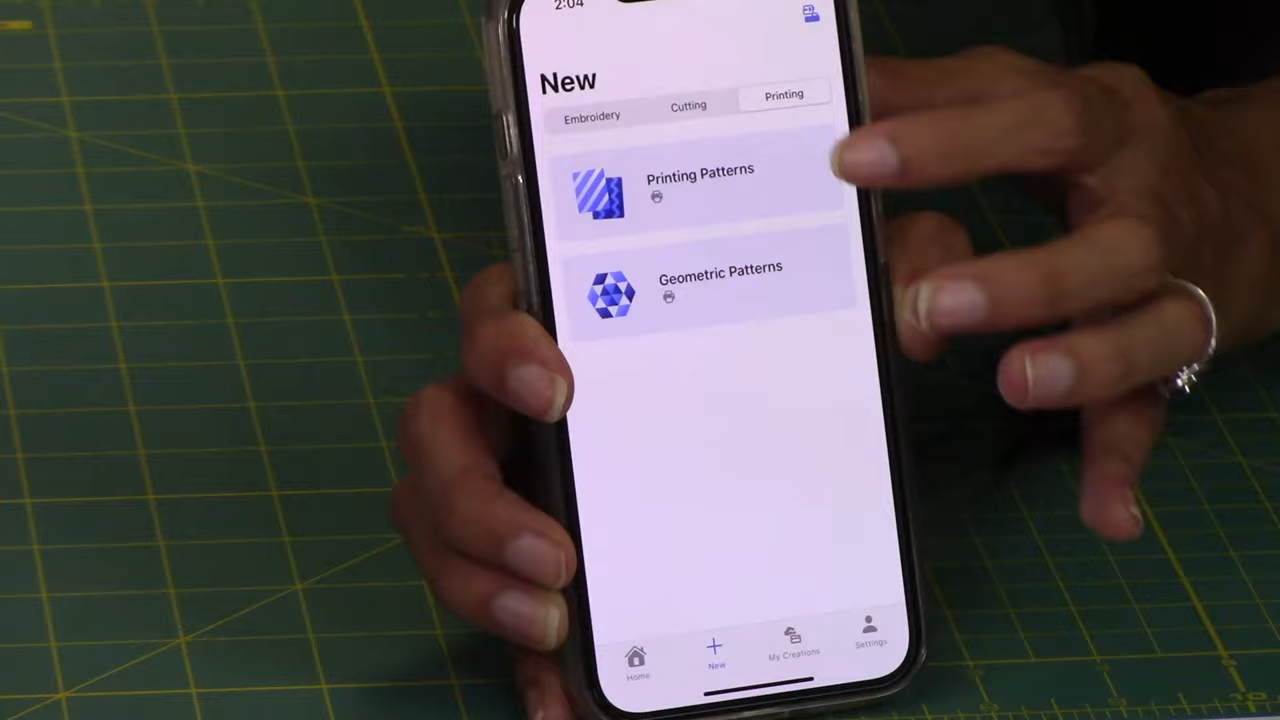 2:04
New
Embroidery Cutting Printing
Printing Patterns
Geometric Patterns
Home New My Creations Settings